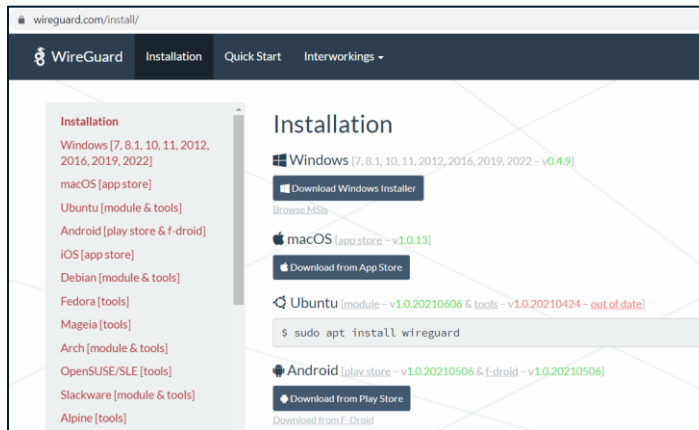 wireguard.com/install/
WireGuard Installation Quick Start Interworkings
Installation
Windows [7, 8.1, 10, 11, 2012,
2016, 2019, 2022]
macOS [app store]
Ubuntu [module & tools]
Android [play store & f-droid]
iOS [app store]
Debian [module & tools]
Fedora [tools]
Mageia [tools]
Arch [module & tools]
OpenSUSE/SLE [tools]
Slackware [module & tools]
Alpine [tools]
Installation
Windows [7, 8.1, 10, 11, 2012, 2016, 2019, 2022 – v0.4.9]
Download Windows Installer
Browse MSIs
macOS [app store – v1.0.13]
Download from App Store
Ubuntu [module – v1.0.20210606 & tools – v1.0.20210424 – out of date]
$ sudo apt install wireguard
Android [play store – v1.0.20210506 & f-droid – v1.0.20210506]
Download from Play Store
Download from F-Droid